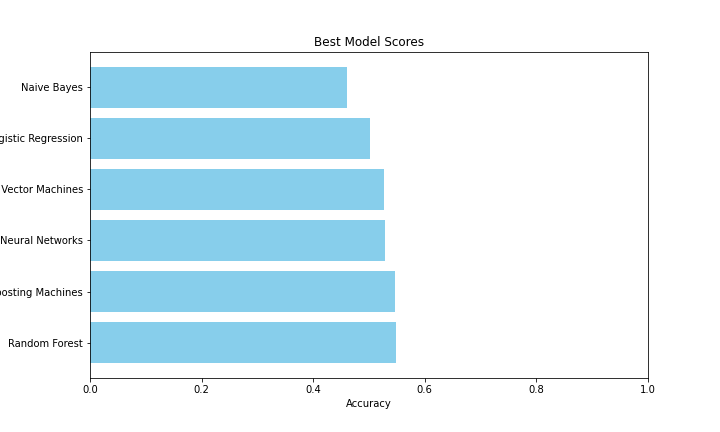 Best Model Scores
Naive Bayes
gistic Regression
Vector Machines
Neural Networks
osting Machines
Random Forest
0.0 0.2 0.4 0.6 0.8 1.0
Accuracy